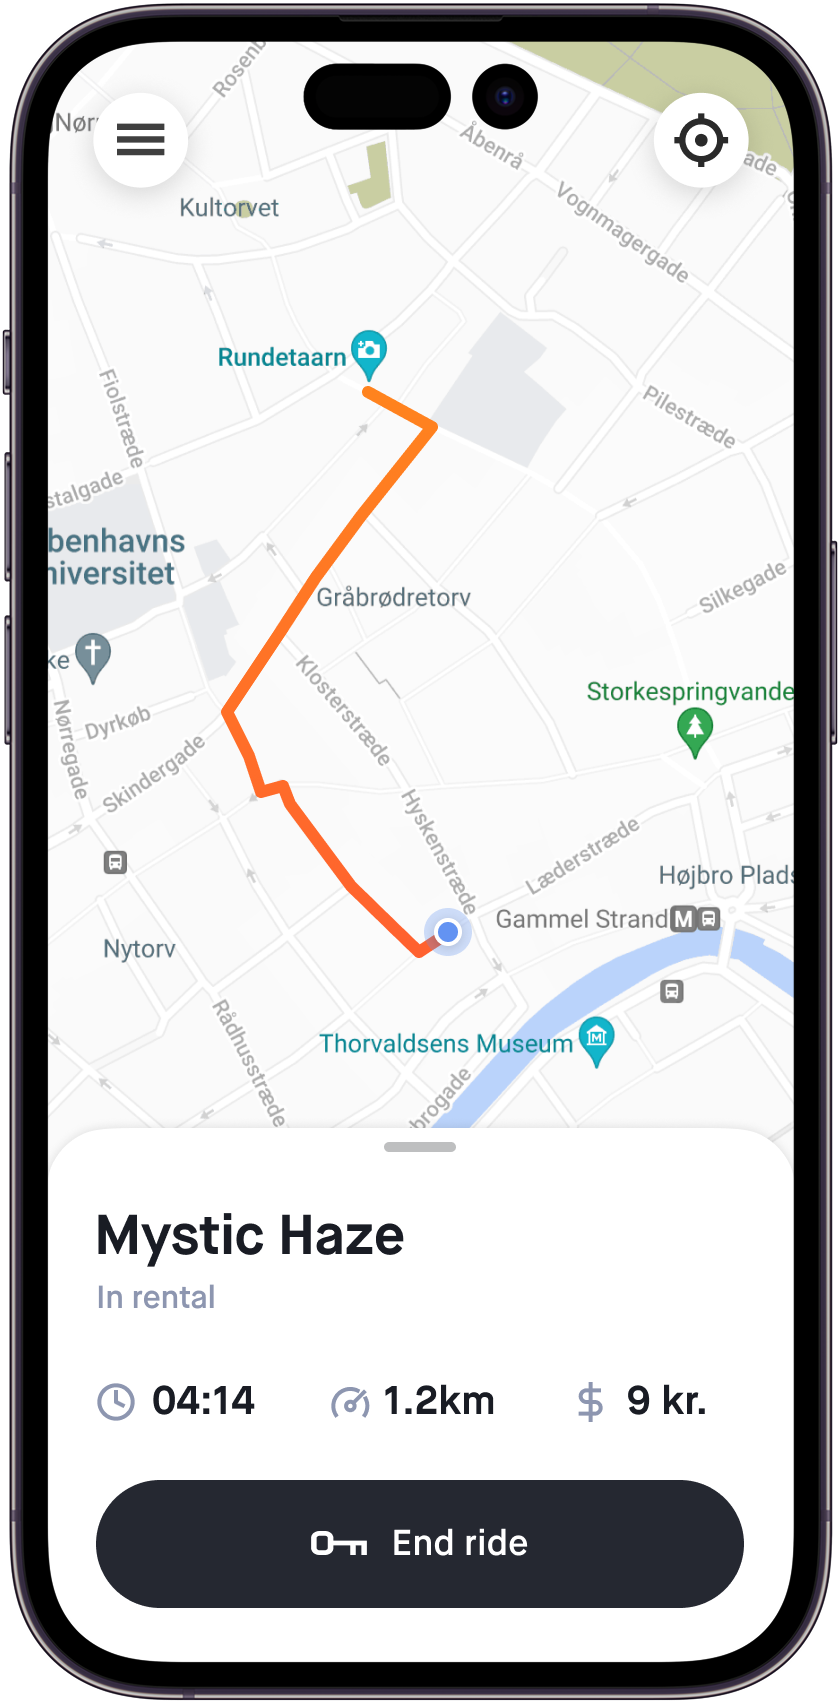 Rosenb
Nørr
Åbenrå
ade
Kultorvet
Vognmagergade
Rundetaarn
Fiolstræde
Pilestræde
stalgade
benhavns
niversitet
Gråbrødretorv
Silkegade
ke
Klosterstræde
Storkespringvande
Nørregade
Dyrkøb
Skindergade
Hyskenstræde
Læderstræde
Højbro Plads
Gammel Strand M
Nytorv
Rådhusstræde
Thorvaldsens Museum
brogade
Mystic Haze
In rental
04:14 1.2km $ 9 kr.
End ride